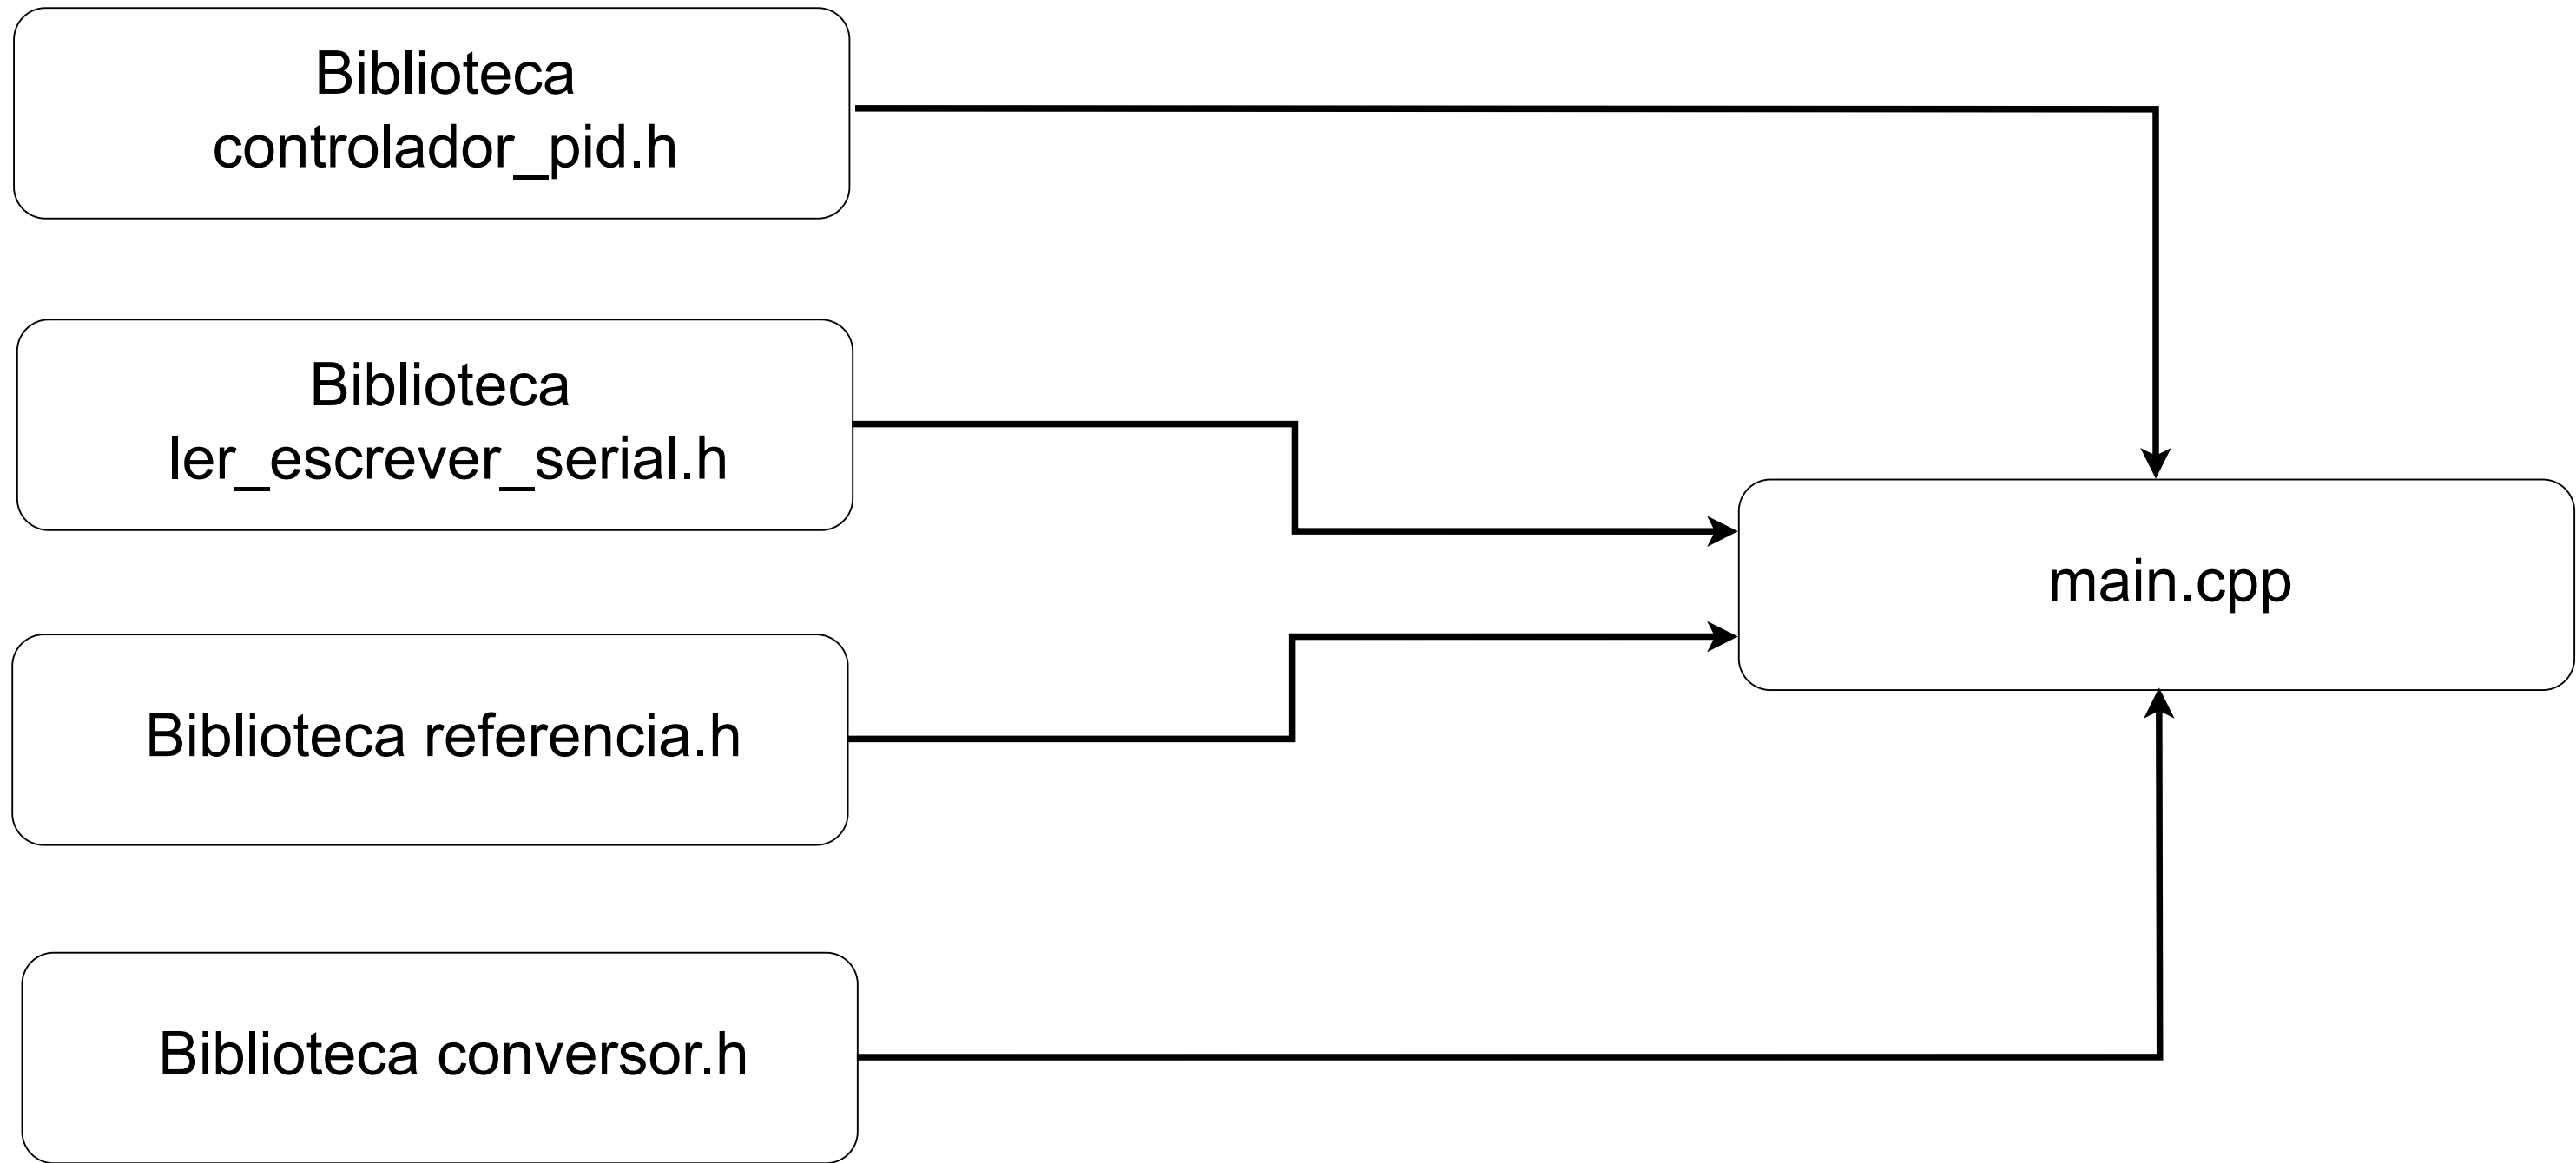 Biblioteca
controlador_pid.h
Biblioteca
ler_escrever_serial.h
main.cpp
Biblioteca referencia.h
Biblioteca conversor.h